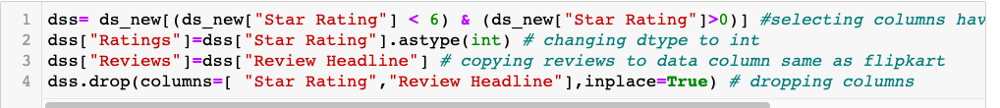 1 dss= ds_new[(ds_new["Star Rating"] < 6) & (ds_new["Star Rating"]>0)] #selecting columns hav
2 dss["Ratings"]=dss["Star Rating"].astype(int) # changing dtype to int
3 dss["Reviews"]=dss["Review Headline"] # copying reviews to data column same as flipkart
4 dss.drop(columns=[ "Star Rating","Review Headline"],inplace=True) # dropping columns